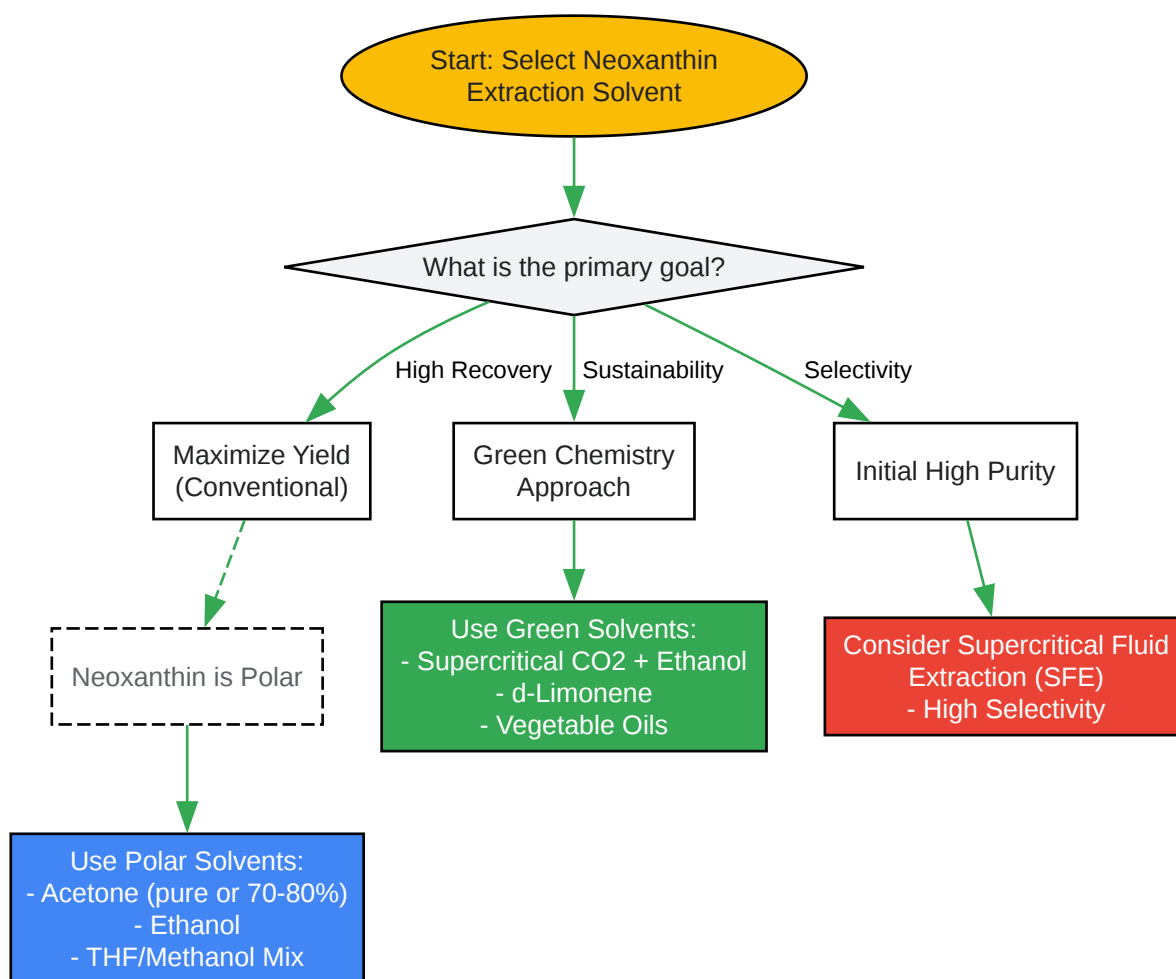 Start: Select Neoxanthin
Extraction Solvent
What is the primary goal?
High Recovery
Sustainability
Selectivity
Maximize Yield
(Conventional)
Green Chemistry
Approach
Initial High Purity
Neoxanthin is Polar
Use Green Solvents:
- Supercritical CO2 + Ethanol
- d-Limonene
- Vegetable Oils
Consider Supercritical Fluid
Extraction (SFE)
- High Selectivity
Use Polar Solvents:
- Acetone (pure or 70-80%)
- Ethanol
- THF/Methanol Mix